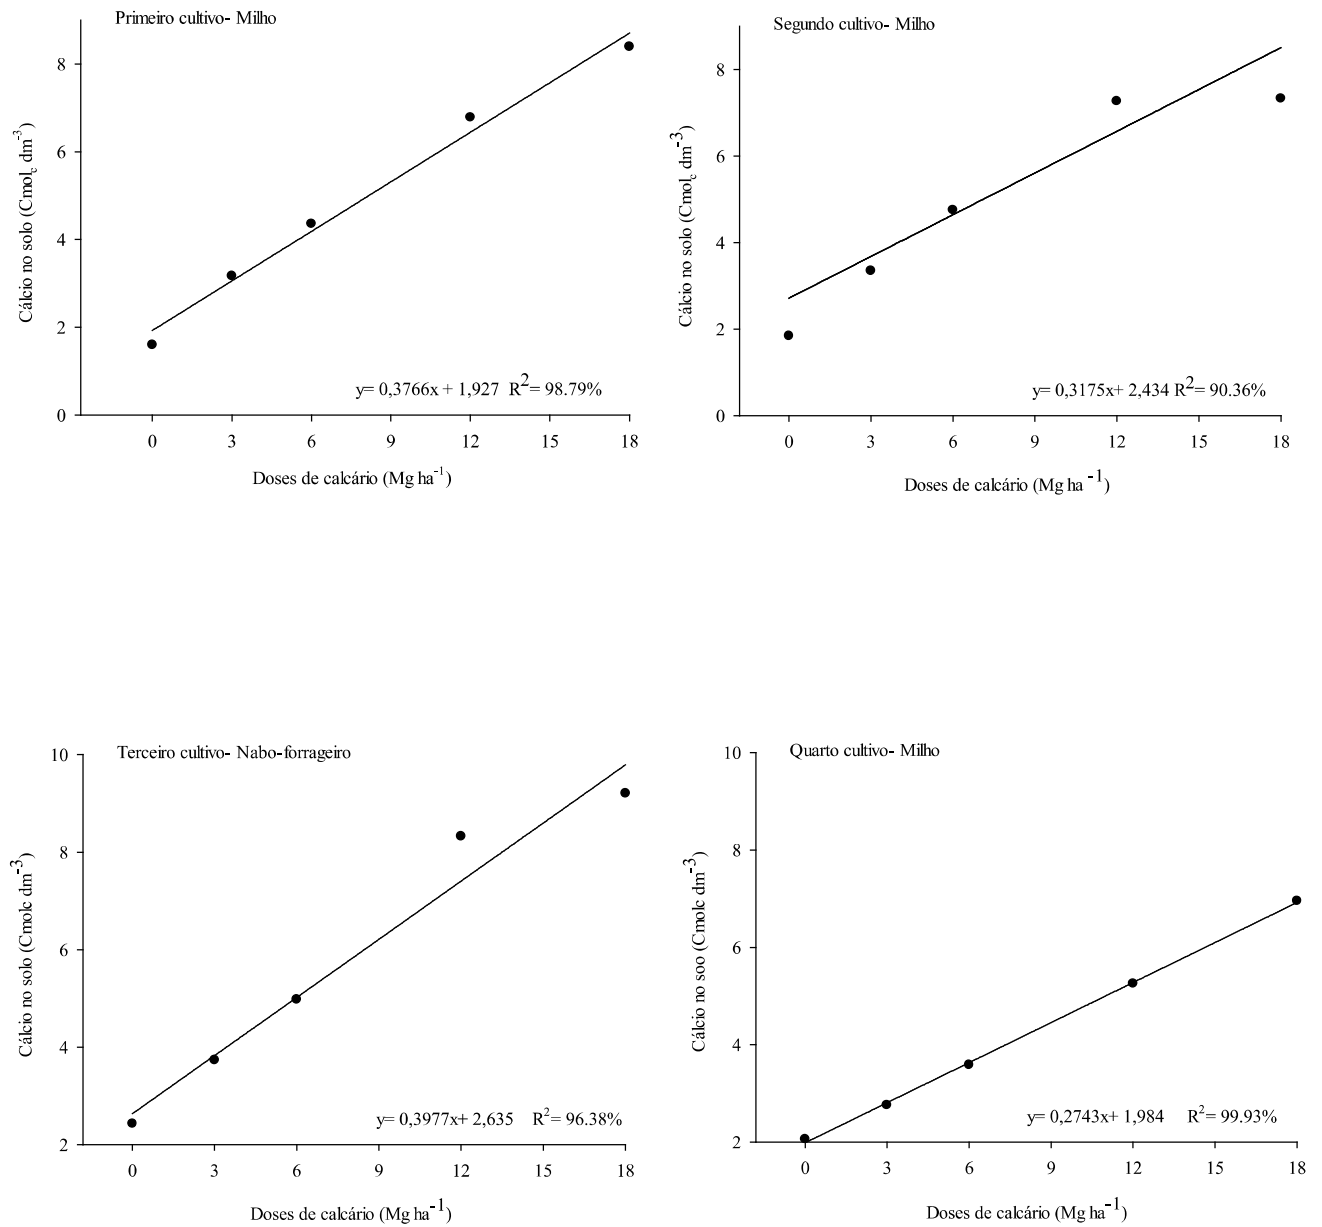 Primeiro cultivo- Milho
Cálcio no solo (Cmolc dm-3)
8
6
4
2
0
y= 0,3766x + 1,927 R2= 98.79%
0 3 6 9 12 15 18
Doses de calcário (Mg ha-1)
Segundo cultivo- Milho
Cálcio no solo (Cmolc dm-3)
8
6
4
2
0
y= 0,3175x+ 2,434 R2= 90.36%
0 3 6 9 12 15 18
Doses de calcário (Mg ha-1)
Terceiro cultivo- Nabo-forrageiro
Cálcio no solo (Cmolc dm-3)
10
8
6
4
2
y= 0,3977x+ 2,635 R2= 96.38%
0 3 6 9 12 15 18
Doses de calcário (Mg ha-1)
Quarto cultivo- Milho
Cálcio no soo (Cmolc dm-3)
10
8
6
4
2
y= 0,2743x+ 1,984 R2= 99.93%
0 3 6 9 12 15 18
Doses de calcário (Mg ha-1)